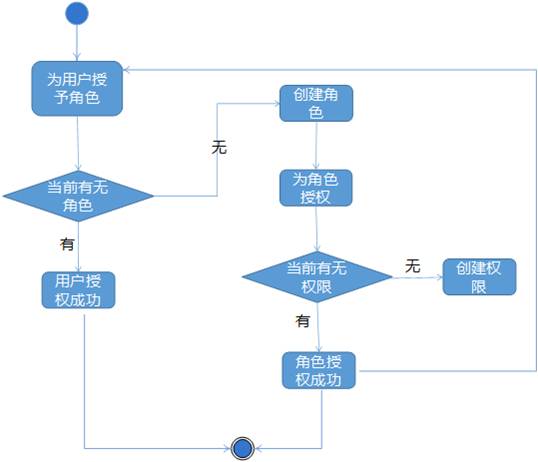 为用户授
予角色
当前有无
角色
有
用户授
权成功
无
创建角
色
为角色
授权
当前有无
权限
无
创建权
限
有
角色授
权成功